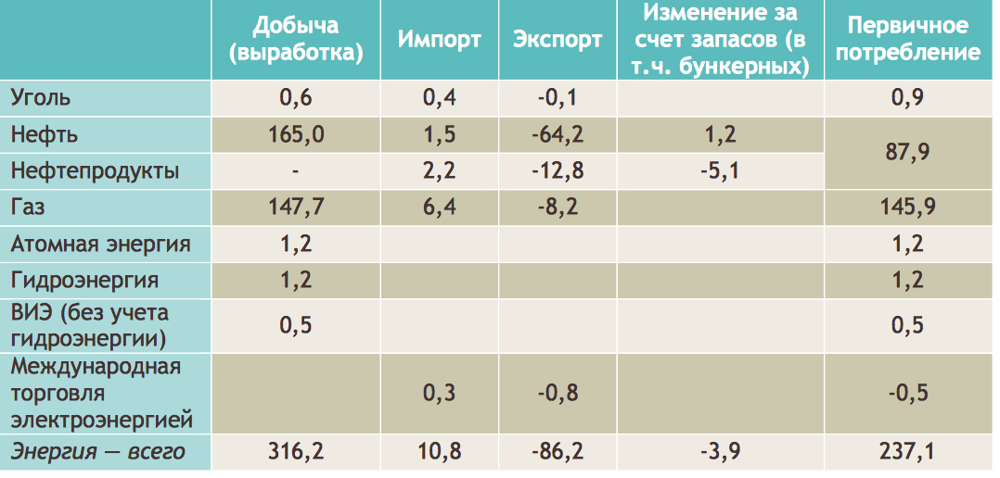 Добыча (выработка) Импорт Экспорт Изменение за счет запасов (в т.ч. бункерных) Первичное потребление
Уголь 0,6 0,4 -0,1 0,9
Нефть 165,0 1,5 -64,2 1,2 87,9
Нефтепродукты - 2,2 -12,8 -5,1
Газ 147,7 6,4 -8,2 145,9
Атомная энергия 1,2 1,2
Гидроэнергия 1,2 1,2
ВИЭ (без учета гидроэнергии) 0,5 0,5
Международная торговля электроэнергией 0,3 -0,8 -0,5
Энергия — всего 316,2 10,8 -86,2 -3,9 237,1